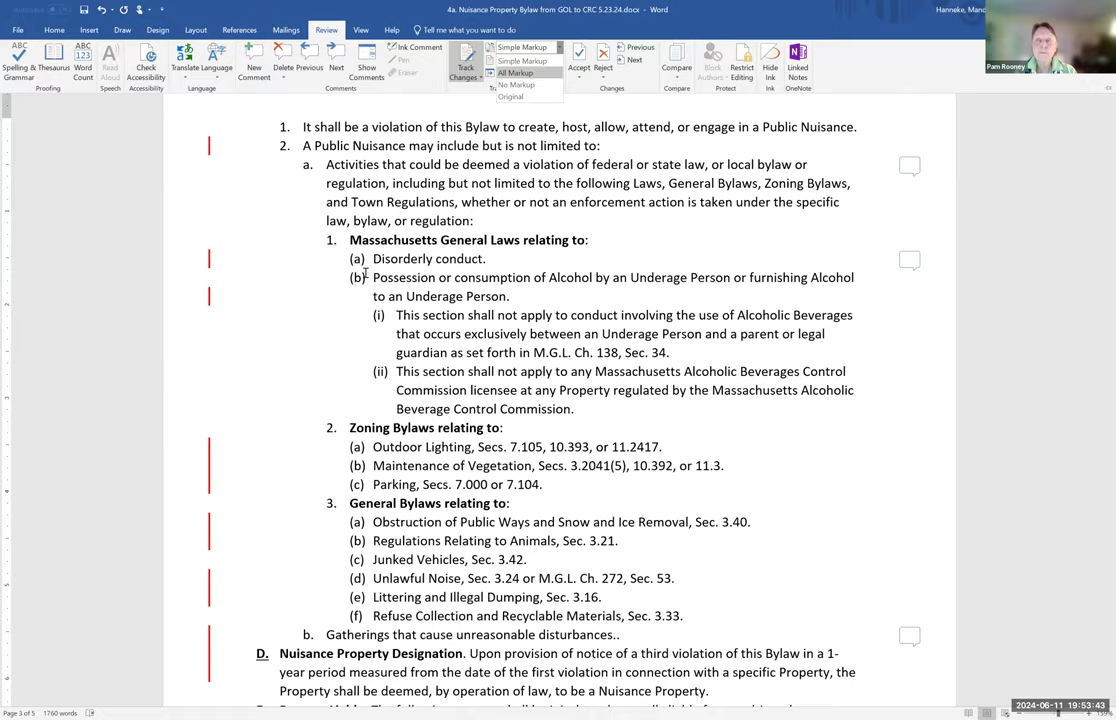 4a. Nuisance Property Bylaw from GOL to CRC 5.23.24.docx - Word
Hanneke, Mand
File Home Insert Draw Design Layout References Mailings Review View Help Tell me what you want to do
Spelling & Grammar
Thesaurus
Word Count
Read Aloud
Check Accessibility
Translate
Language
New Comment
Delete
Previous
Next
Show Comments
Ink Comment
Pen
Eraser
Track Changes
Simple Markup
Simple Markup
All Markup
No Markup
Original
Accept
Reject
Previous
Next
Compare
Block Authors
Restrict Editing
Hide Ink
Linked Notes
Proofing
Speech
Accessibility
Language
Comments
Changes
Compare
Protect
Ink
OneNote
Pam Rooney
1. It shall be a violation of this Bylaw to create, host, allow, attend, or engage in a Public Nuisance.
2. A Public Nuisance may include but is not limited to:
a. Activities that could be deemed a violation of federal or state law, or local bylaw or
regulation, including but not limited to the following Laws, General Bylaws, Zoning Bylaws,
and Town Regulations, whether or not an enforcement action is taken under the specific
law, bylaw, or regulation:
1. Massachusetts General Laws relating to:
(a) Disorderly conduct.
(b) Possession or consumption of Alcohol by an Underage Person or furnishing Alcohol
to an Underage Person.
(i) This section shall not apply to conduct involving the use of Alcoholic Beverages
that occurs exclusively between an Underage Person and a parent or legal
guardian as set forth in M.G.L. Ch. 138, Sec. 34.
(ii) This section shall not apply to any Massachusetts Alcoholic Beverages Control
Commission licensee at any Property regulated by the Massachusetts Alcoholic
Beverage Control Commission.
2. Zoning Bylaws relating to:
(a) Outdoor Lighting, Secs. 7.105, 10.393, or 11.2417.
(b) Maintenance of Vegetation, Secs. 3.2041(5), 10.392, or 11.3.
(c) Parking, Secs. 7.000 or 7.104.
3. General Bylaws relating to:
(a) Obstruction of Public Ways and Snow and Ice Removal, Sec. 3.40.
(b) Regulations Relating to Animals, Sec. 3.21.
(c) Junked Vehicles, Sec. 3.42.
(d) Unlawful Noise, Sec. 3.24 or M.G.L. Ch. 272, Sec. 53.
(e) Littering and Illegal Dumping, Sec. 3.16.
(f) Refuse Collection and Recyclable Materials, Sec. 3.33.
b. Gatherings that cause unreasonable disturbances..
D. Nuisance Property Designation. Upon provision of notice of a third violation of this Bylaw in a 1-
year period measured from the date of the first violation in connection with a specific Property, the
Property shall be deemed, by operation of law, to be a Nuisance Property.
Page 3 of 5 1760 words
2024-06-11 19:53:43